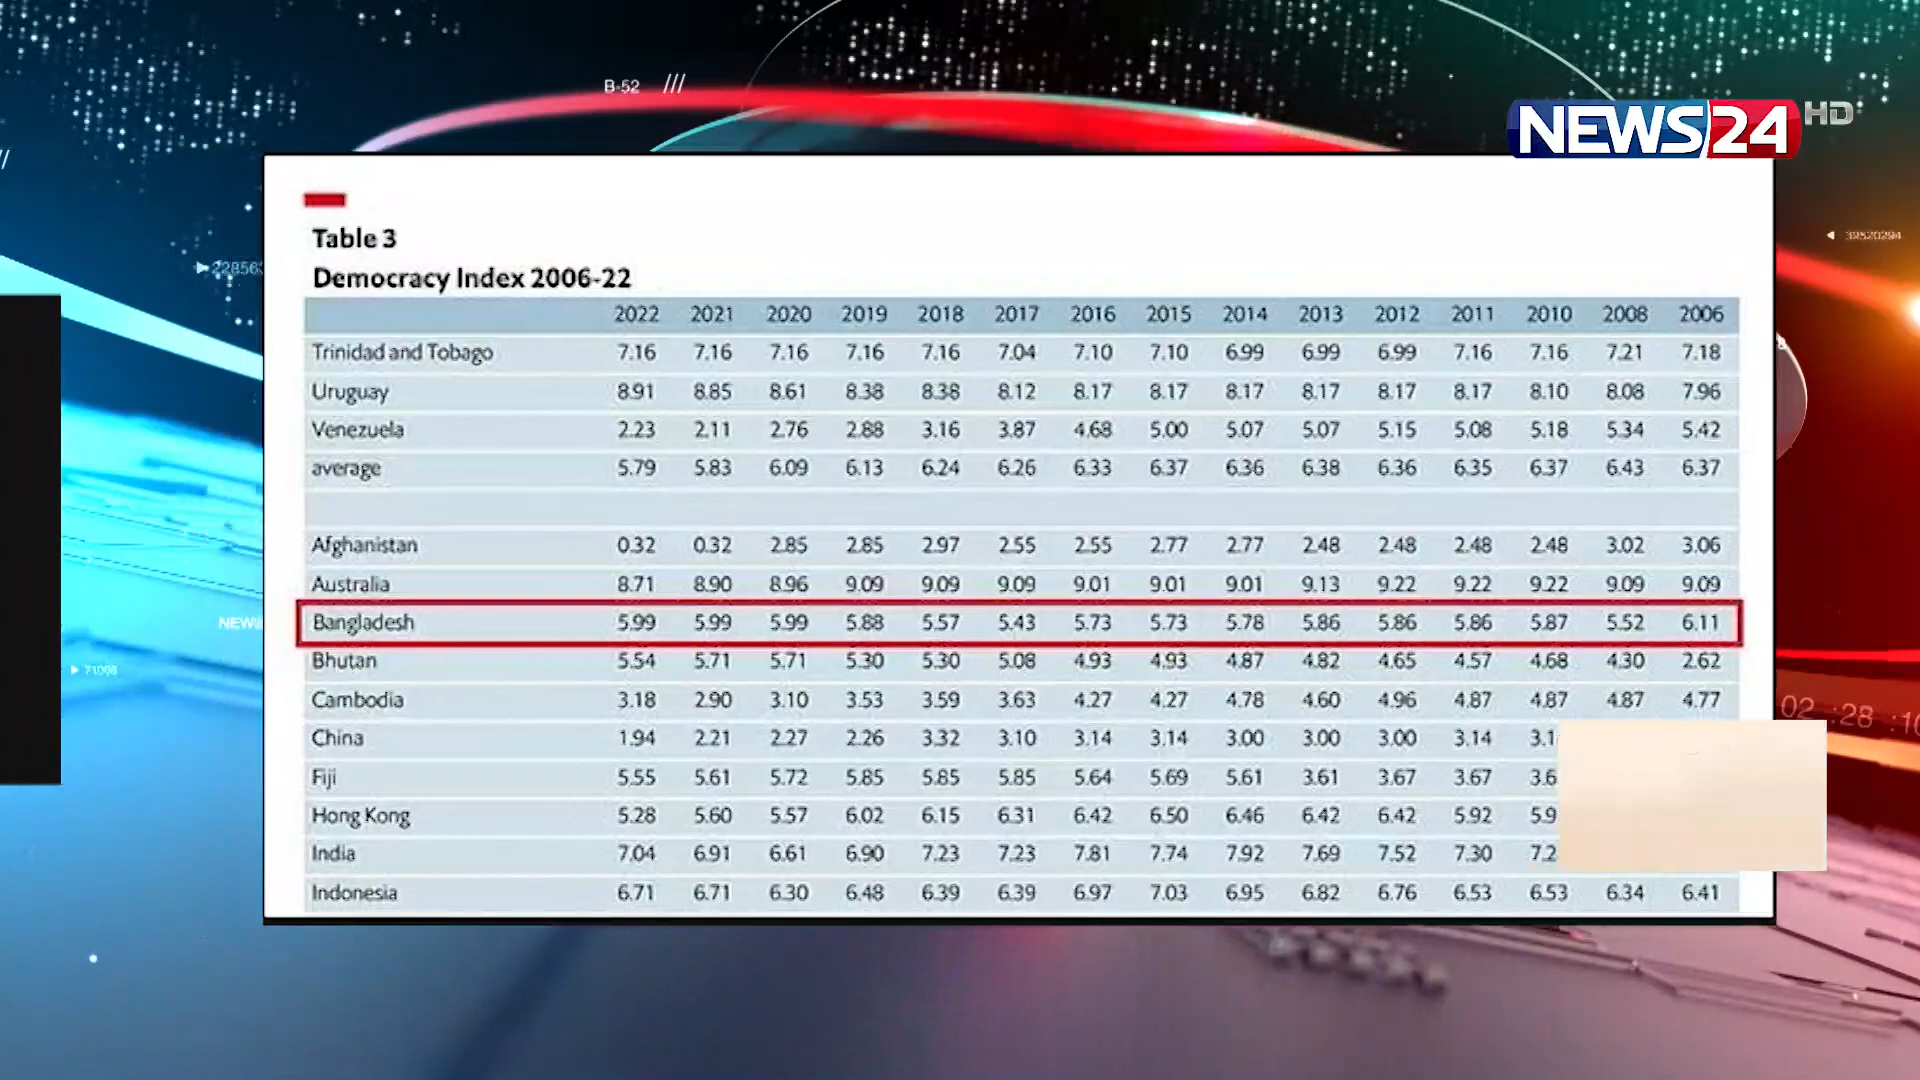 B-52 ///
NEWS24 HD
39520294
Table 3
Democracy Index 2006-22
2022 2021 2020 2019 2018 2017 2016 2015 2014 2013 2012 2011 2010 2008 2006
Trinidad and Tobago 7.16 7.16 7.16 7.16 7.16 7.04 7.10 7.10 6.99 6.99 6.99 7.16 7.16 7.21 7.18
Uruguay 8.91 8.85 8.61 8.38 8.38 8.12 8.17 8.17 8.17 8.17 8.17 8.17 8.10 8.08 7.96
Venezuela 2.23 2.11 2.76 2.88 3.16 3.87 4.68 5.00 5.07 5.07 5.15 5.08 5.18 5.34 5.42
average 5.79 5.83 6.09 6.13 6.24 6.26 6.33 6.37 6.36 6.38 6.36 6.35 6.37 6.43 6.37
Afghanistan 0.32 0.32 2.85 2.85 2.97 2.55 2.55 2.77 2.77 2.48 2.48 2.48 2.48 3.02 3.06
Australia 8.71 8.90 8.96 9.09 9.09 9.09 9.01 9.01 9.01 9.13 9.22 9.22 9.22 9.09 9.09
Bangladesh 5.99 5.99 5.99 5.88 5.57 5.43 5.73 5.73 5.78 5.86 5.86 5.86 5.87 5.52 6.11
Bhutan 5.54 5.71 5.71 5.30 5.30 5.08 4.93 4.93 4.87 4.82 4.65 4.57 4.68 4.30 2.62
Cambodia 3.18 2.90 3.10 3.53 3.59 3.63 4.27 4.27 4.78 4.60 4.96 4.87 4.87 4.87 4.77
China 1.94 2.21 2.27 2.26 3.32 3.10 3.14 3.14 3.00 3.00 3.00 3.14 3.1
Fiji 5.55 5.61 5.72 5.85 5.85 5.85 5.64 5.69 5.61 3.61 3.67 3.67 3.6
Hong Kong 5.28 5.60 5.57 6.02 6.15 6.31 6.42 6.50 6.46 6.42 6.42 5.92 5.9
India 7.04 6.91 6.61 6.90 7.23 7.23 7.81 7.74 7.92 7.69 7.52 7.30 7.2
Indonesia 6.71 6.71 6.30 6.48 6.39 6.39 6.97 7.03 6.95 6.82 6.76 6.53 6.53 6.34 6.41
22856
NEWS
71098
02 :28 :10